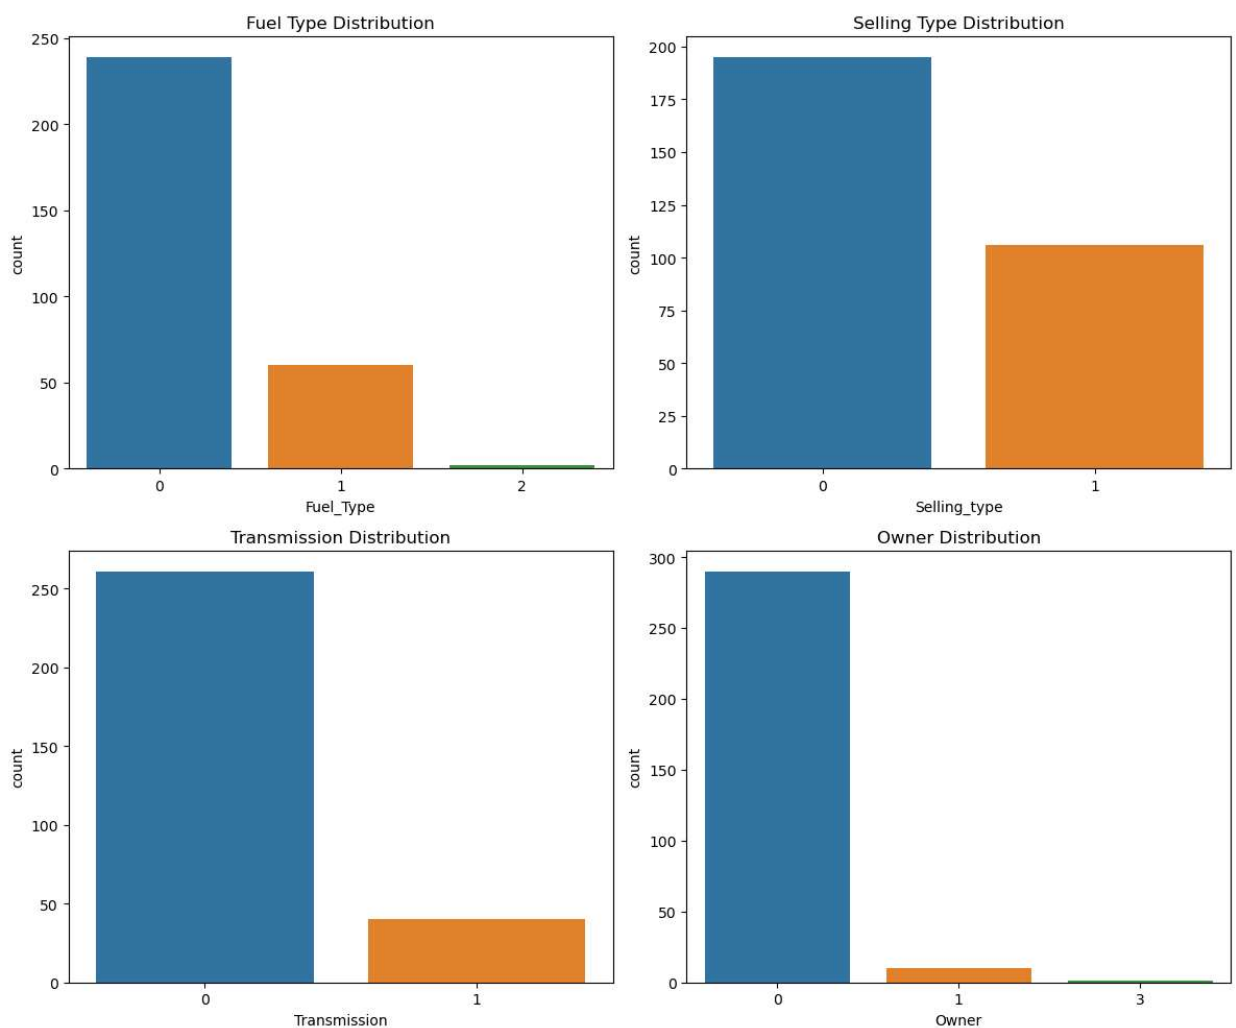 Fuel Type Distribution
250
200
150
100
50
0
count
0 1 2
Fuel_Type
Selling Type Distribution
200
175
150
125
100
75
50
25
0
count
0 1
Selling_type
Transmission Distribution
250
200
150
100
50
0
count
0 1
Transmission
Owner Distribution
300
250
200
150
100
50
0
count
0 1 3
Owner